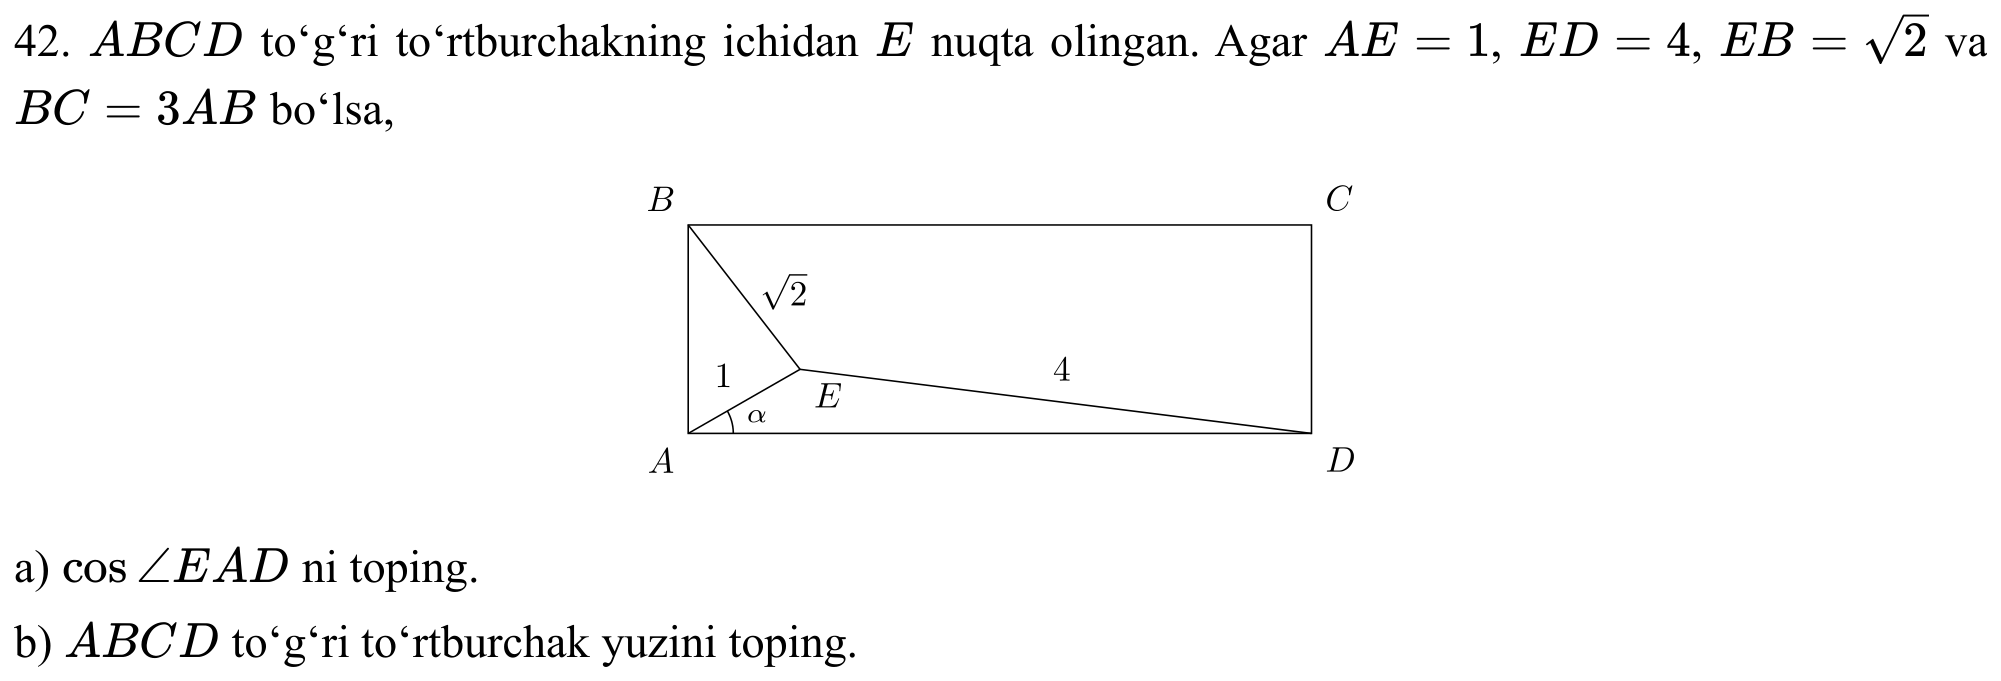 42. ABCD to‘g‘ri to‘rtburchakning ichidan E nuqta olingan. Agar AE = 1, ED = 4, EB = √2 va
BC = 3AB bo‘lsa,
B
C
√2
1
4
E
α
A
D
a) cos ∠EAD ni toping.
b) ABCD to‘g‘ri to‘rtburchak yuzini toping.